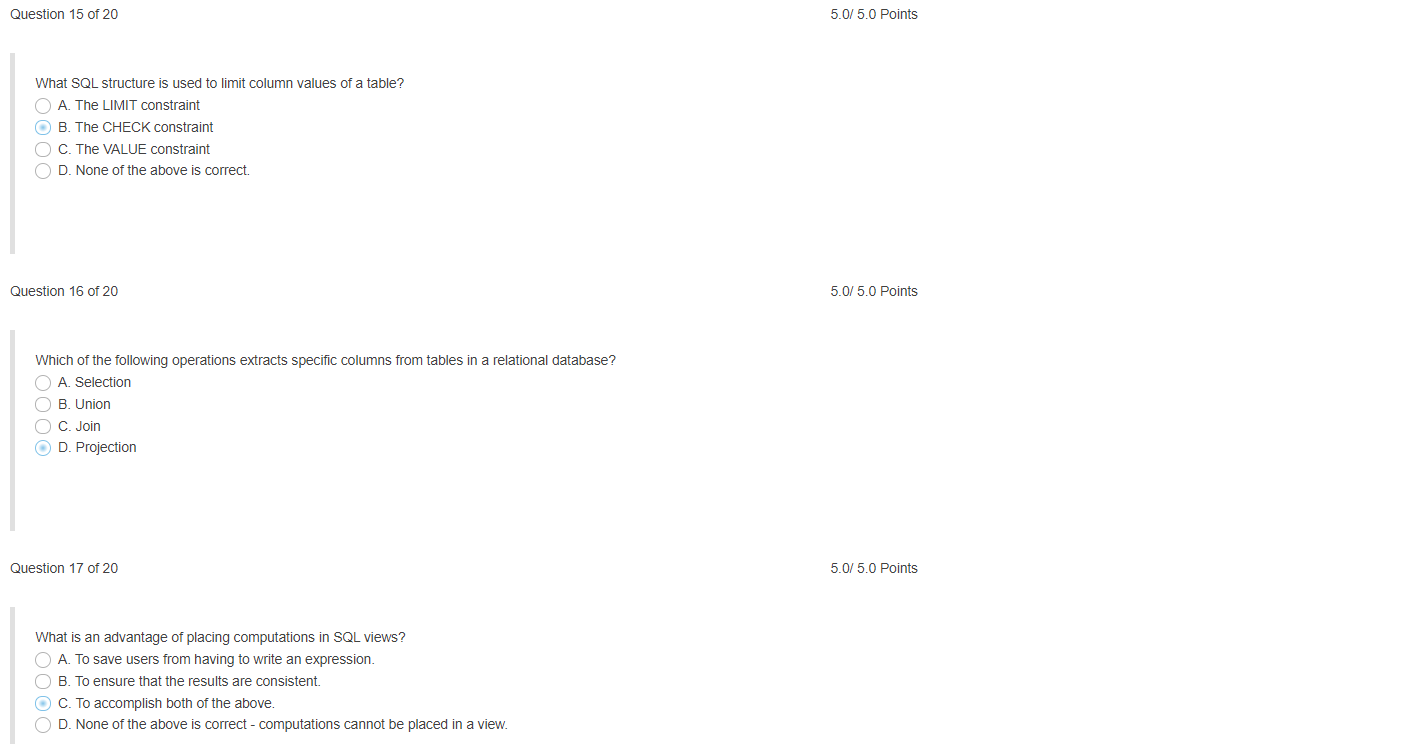 Question 15 of 20 5.0/ 5.0 Points
What SQL structure is used to limit column values of a table?
A. The LIMIT constraint
B. The CHECK constraint
C. The VALUE constraint
D. None of the above is correct.
Question 16 of 20 5.0/ 5.0 Points
Which of the following operations extracts specific columns from tables in a relational database?
A. Selection
B. Union
C. Join
D. Projection
Question 17 of 20 5.0/ 5.0 Points
What is an advantage of placing computations in SQL views?
A. To save users from having to write an expression.
B. To ensure that the results are consistent.
C. To accomplish both of the above.
D. None of the above is correct - computations cannot be placed in a view.